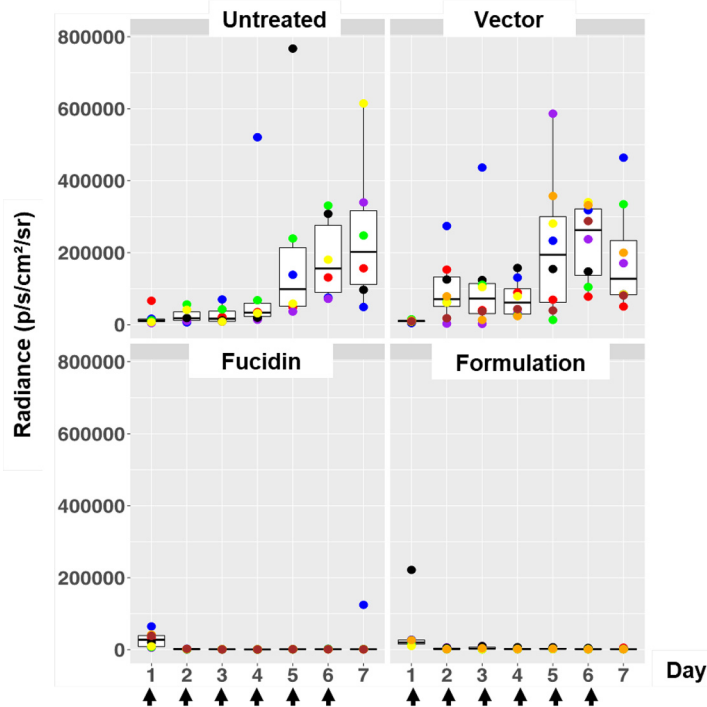 Untreated Vector
800000
600000
400000
200000
0
Radiance (p/s/cm²/sr)
Fucidin Formulation
800000
600000
400000
200000
0
1 2 3 4 5 6 7 1 2 3 4 5 6 7 Day